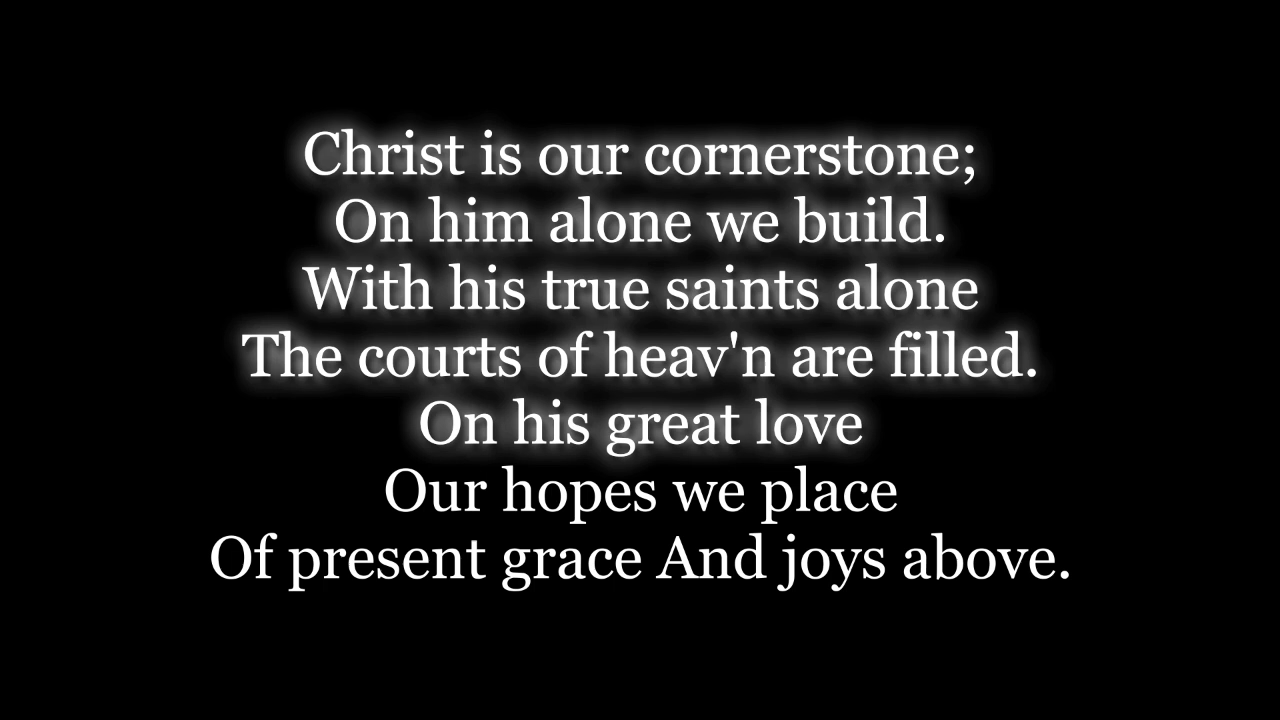 Christ is our cornerstone;
On him alone we build.
With his true saints alone
The courts of heav'n are filled.
On his great love
Our hopes we place
Of present grace And joys above.